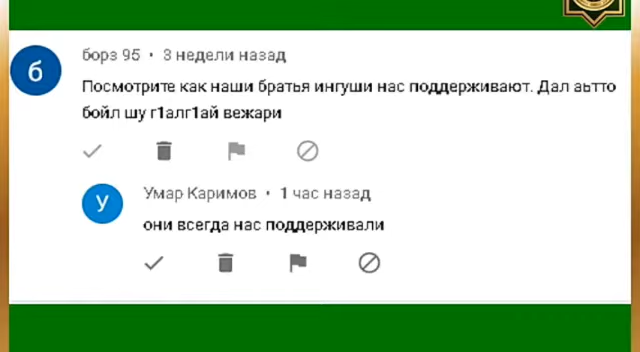 борз 95 • 3 недели назад
Посмотрите как наши братья ингуши нас поддерживают. Дал аьтто
бойл шу г1алг1ай вежари
Умар Каримов • 1 час назад
они всегда нас поддерживали
б
У